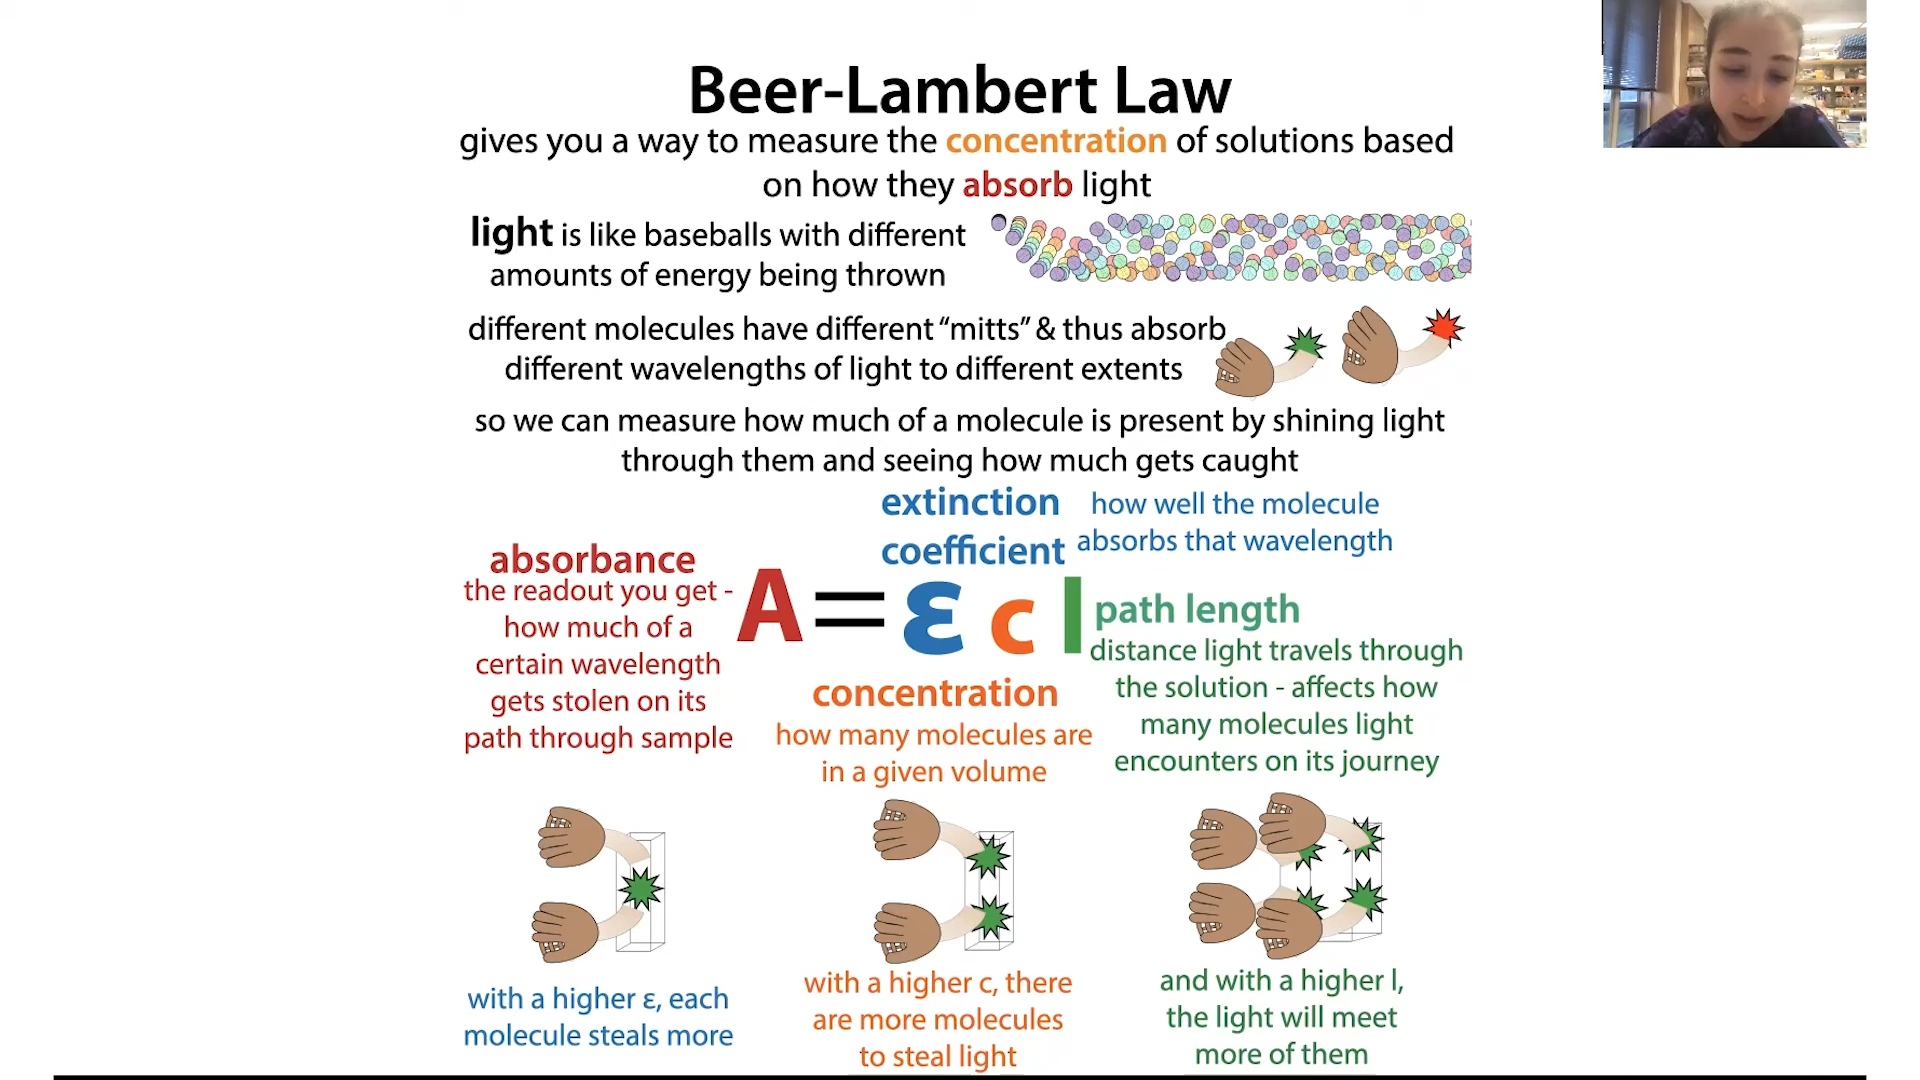 Beer-Lambert Law
gives you a way to measure the concentration of solutions based
on how they absorb light
light is like baseballs with different
amounts of energy being thrown
different molecules have different “mitts” & thus absorb
different wavelengths of light to different extents
so we can measure how much of a molecule is present by shining light
through them and seeing how much gets caught
extinction
coefficient
how well the molecule
absorbs that wavelength
absorbance
the readout you get -
how much of a
certain wavelength
gets stolen on its
path through sample
A = ε c l
path length
distance light travels through
the solution - affects how
many molecules light
encounters on its journey
concentration
how many molecules are
in a given volume
with a higher ε, each
molecule steals more
with a higher c, there
are more molecules
to steal light
and with a higher l,
the light will meet
more of them